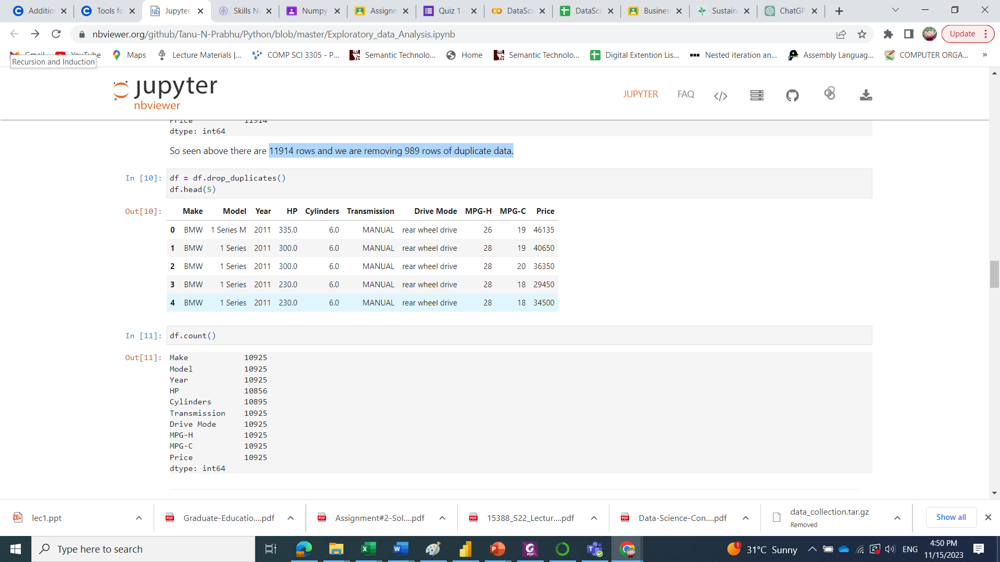 Additio
Tools fo
Jupyter
Skills Ne
Numpy
Assignm
Quiz 1 -
DataSci
DataSci
Busines
Sustain
ChatGP
nbviewer.org/github/Tanu-N-Prabhu/Python/blob/master/Exploratory_data_Analysis.ipynb
Update
Gmail
YouTube
Maps
Lecture Materials |...
COMP SCI 3305 - P...
Semantic Technolo...
Home
Semantic Technolo...
Digital Extention Lis...
Nested iteration an...
Assembly Languag...
COMPUTER ORGA...
»
Recursion and Induction
jupyter
nbviewer
JUPYTER
FAQ
</>
Price 11914
dtype: int64
So seen above there are 11914 rows and we are removing 989 rows of duplicate data.
In [10]: df = df.drop_duplicates()
df.head(5)
Out[10]:
Make Model Year HP Cylinders Transmission Drive Mode MPG-H MPG-C Price
0 BMW 1 Series M 2011 335.0 6.0 MANUAL rear wheel drive 26 19 46135
1 BMW 1 Series 2011 300.0 6.0 MANUAL rear wheel drive 28 19 40650
2 BMW 1 Series 2011 300.0 6.0 MANUAL rear wheel drive 28 20 36350
3 BMW 1 Series 2011 230.0 6.0 MANUAL rear wheel drive 28 18 29450
4 BMW 1 Series 2011 230.0 6.0 MANUAL rear wheel drive 28 18 34500
In [11]: df.count()
Out[11]: Make 10925
Model 10925
Year 10925
HP 10856
Cylinders 10895
Transmission 10925
Drive Mode 10925
MPG-H 10925
MPG-C 10925
Price 10925
dtype: int64
lec1.ppt
Graduate-Educatio....pdf
Assignment#2-Sol....pdf
15388_S22_Lectur....pdf
Data-Science-Con....pdf
data_collection.tar.gz
Removed
Show all
Type here to search
1
31°C Sunny
ENG
4:50 PM
11/15/2023